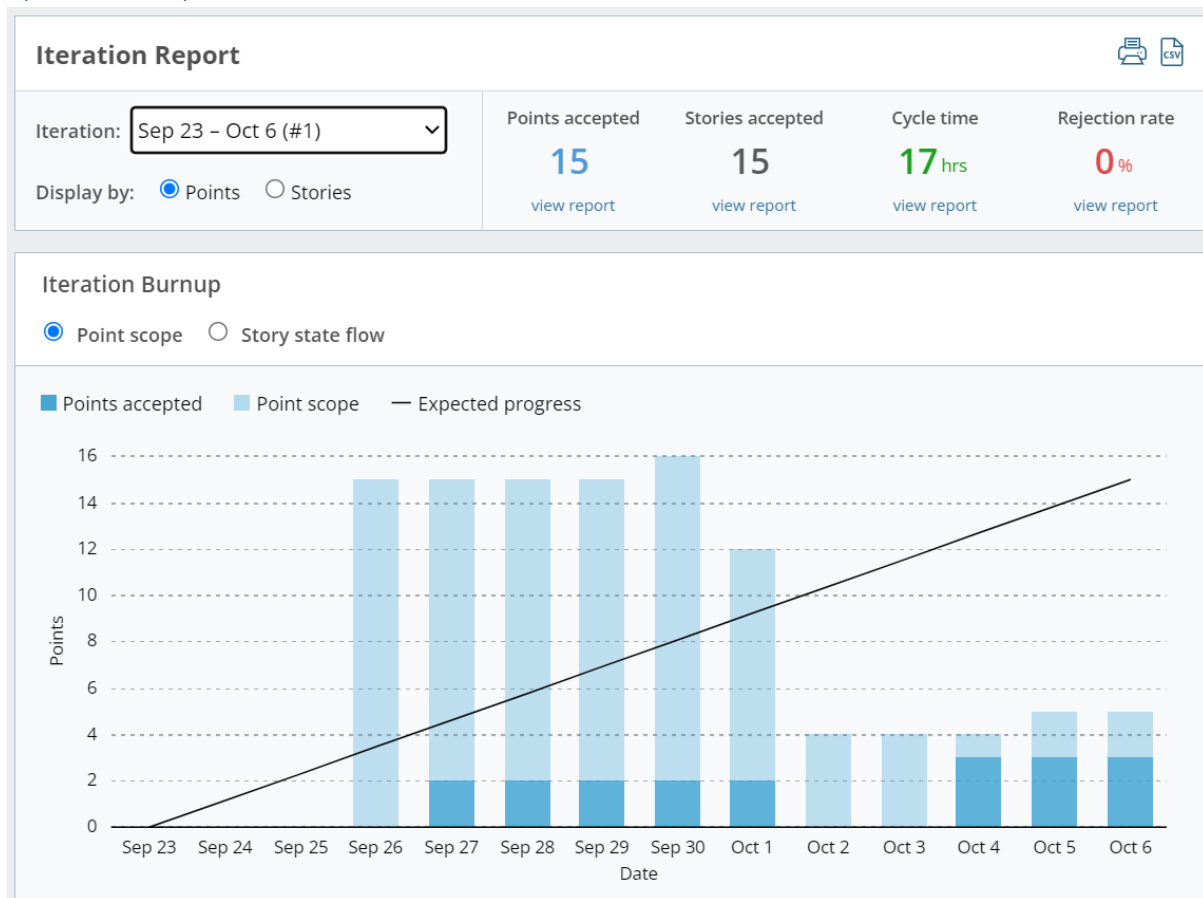 Iteration Report
CSV
Iteration: Sep 23 – Oct 6 (#1)
Display by: Points Stories
Points accepted Stories accepted Cycle time Rejection rate
15 15 17 hrs 0 %
view report view report view report view report
Iteration Burnup
Point scope Story state flow
Points accepted Point scope Expected progress
16
14
12
10
8
6
4
2
0
Points
Sep 23 Sep 24 Sep 25 Sep 26 Sep 27 Sep 28 Sep 29 Sep 30 Oct 1 Oct 2 Oct 3 Oct 4 Oct 5 Oct 6
Date